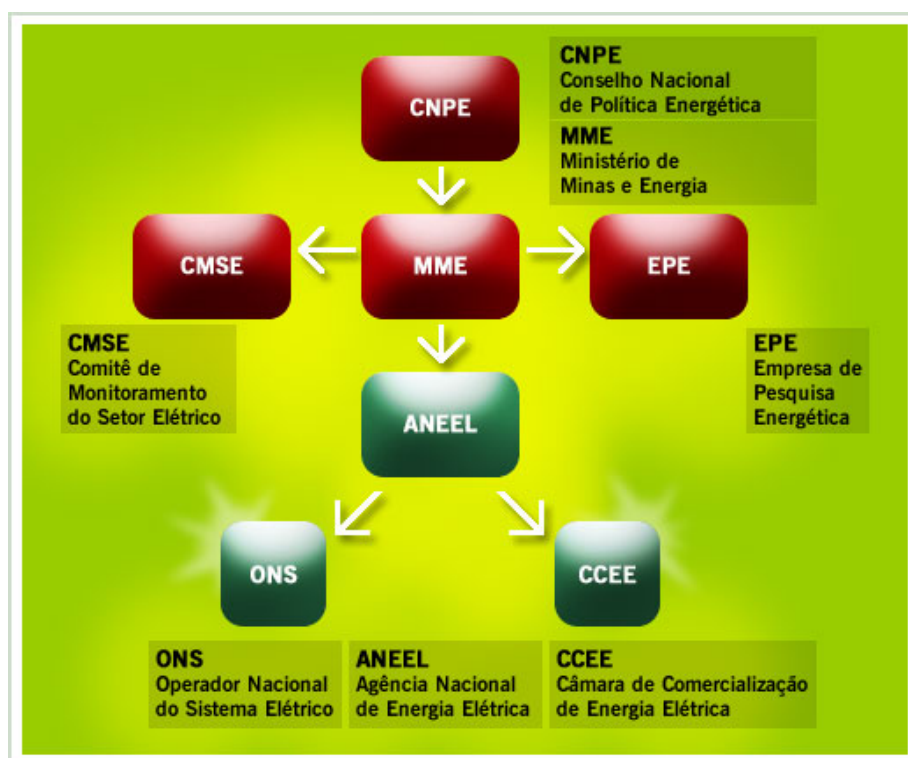 CNPE
CNPE
Conselho Nacional
de Política Energética
MME
Ministério de
Minas e Energia
CMSE
MME
EPE
CMSE
Comitê de
Monitoramento
do Setor Elétrico
EPE
Empresa de
Pesquisa
Energética
ANEEL
ONS
CCEE
ONS
Operador Nacional
do Sistema Elétrico
ANEEL
Agência Nacional
de Energia Elétrica
CCEE
Câmara de Comercialização
de Energia Elétrica